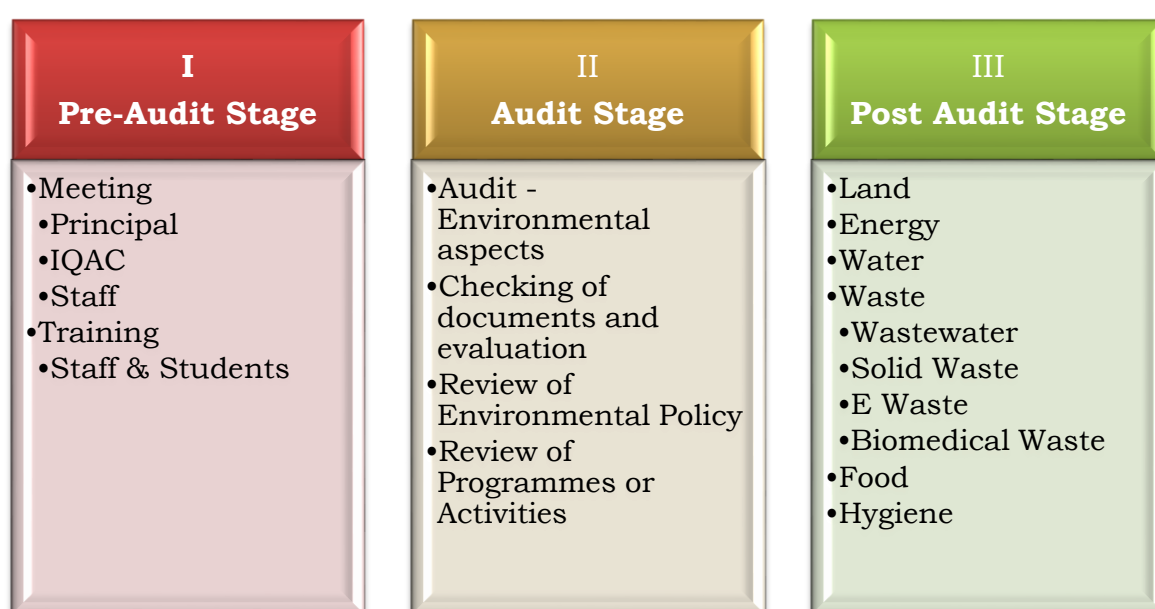 I
Pre-Audit Stage
•Meeting
•Principal
•IQAC
•Staff
•Training
•Staff & Students
II
Audit Stage
•Audit -
Environmental
aspects
•Checking of
documents and
evaluation
•Review of
Environmental Policy
•Review of
Programmes or
Activities
III
Post Audit Stage
•Land
•Energy
•Water
•Waste
•Wastewater
•Solid Waste
•E Waste
•Biomedical Waste
•Food
•Hygiene